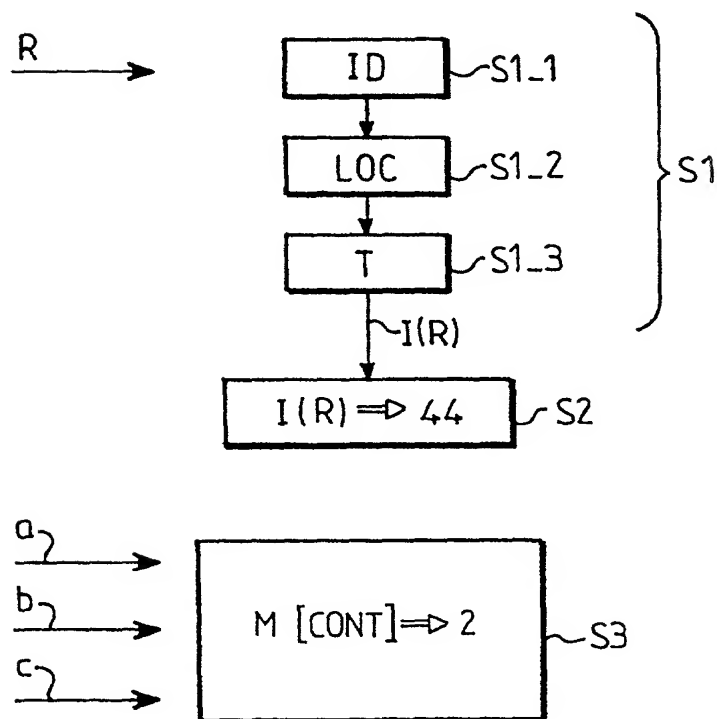 R
ID S1_1
LOC S1_2
S1
T S1_3
I(R)
I(R) ⇒ 44 S2
a
b
M [CONT] ⇒ 2 S3
c